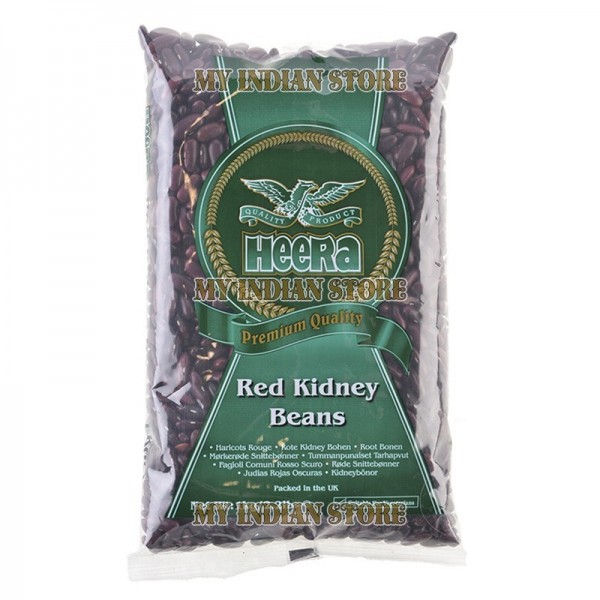 MY INDIAN STORE
QUALITY PRODUCT
HEERA
MY INDIAN STORE
Premium Quality
Red Kidney
Beans
• Haricots Rouge • Rote Kidney Bohen • Root Bonen
• Mørkerøde Snittebønner • Tummanpunaiset Tarhapvut
• Fagioli Comuni Rosso Scuro • Røde Snittebønner
• Judias Rojas Oscuras • Kidneybönor
Packed in the UK
MY INDIAN STORE